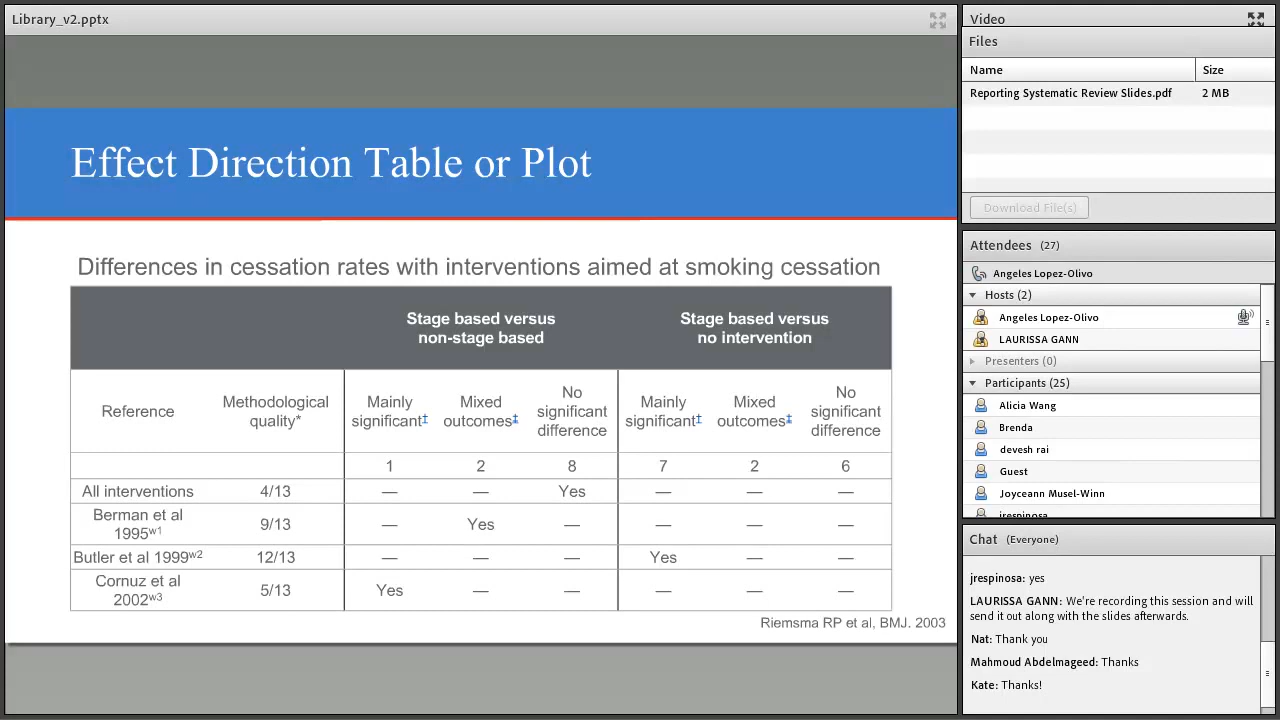 Library_v2.pptx
Effect Direction Table or Plot
Differences in cessation rates with interventions aimed at smoking cessation
Stage based versus
non-stage based
Stage based versus
no intervention
Reference
Methodological
quality*
Mainly
significant‡
Mixed
outcomes‡
No
significant
difference
Mainly
significant‡
Mixed
outcomes‡
No
significant
difference
1 2 8 7 2 6
All interventions 4/13 — — Yes — — —
Berman et al
1995w1 9/13 — Yes — — — —
Butler et al 1999w2 12/13 — — — Yes — —
Cornuz et al
2002w3 5/13 Yes — — — — —
Riemsma RP et al, BMJ. 2003
Video
Files
Name Size
Reporting Systematic Review Slides.pdf 2 MB
Download File(s)
Attendees (27)
Angeles Lopez-Olivo
Hosts (2)
Angeles Lopez-Olivo
LAURISSA GANN
Presenters (0)
Participants (25)
Alicia Wang
Brenda
devesh rai
Guest
Joyceann Musel-Winn
jrespinosa
Chat (Everyone)
jrespinosa: yes
LAURISSA GANN: We're recording this session and will
send it out along with the slides afterwards.
Nat: Thank you
Mahmoud Abdelmageed: Thanks
Kate: Thanks!